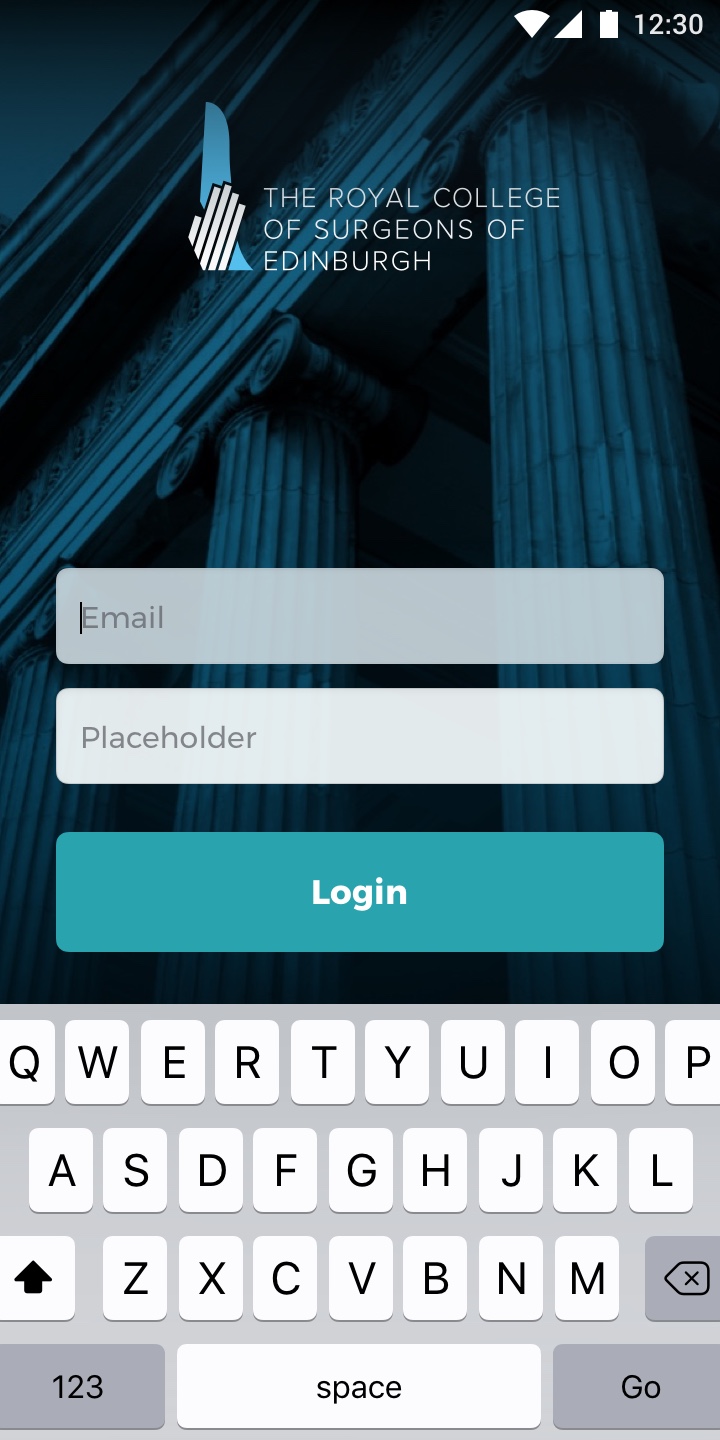 12:30
THE ROYAL COLLEGE
OF SURGEONS OF
EDINBURGH
Email
Placeholder
Login
Q W E R T Y U I O P
A S D F G H J K L
Z X C V B N M
123 space Go